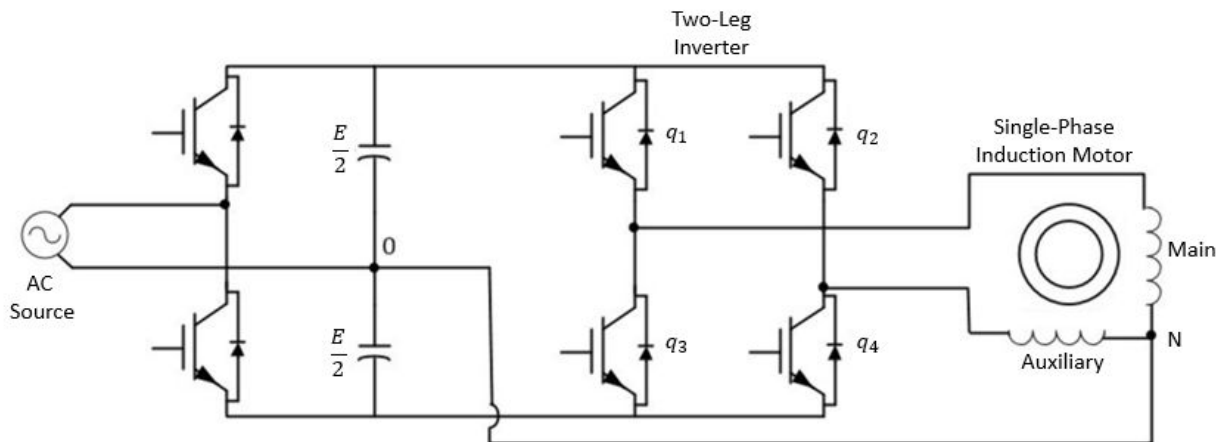 Two-Leg
Inverter
E
2
q₁
q₂
Single-Phase
Induction Motor
0
Main
AC
Source
E
2
q₃
q₄
N
Auxiliary